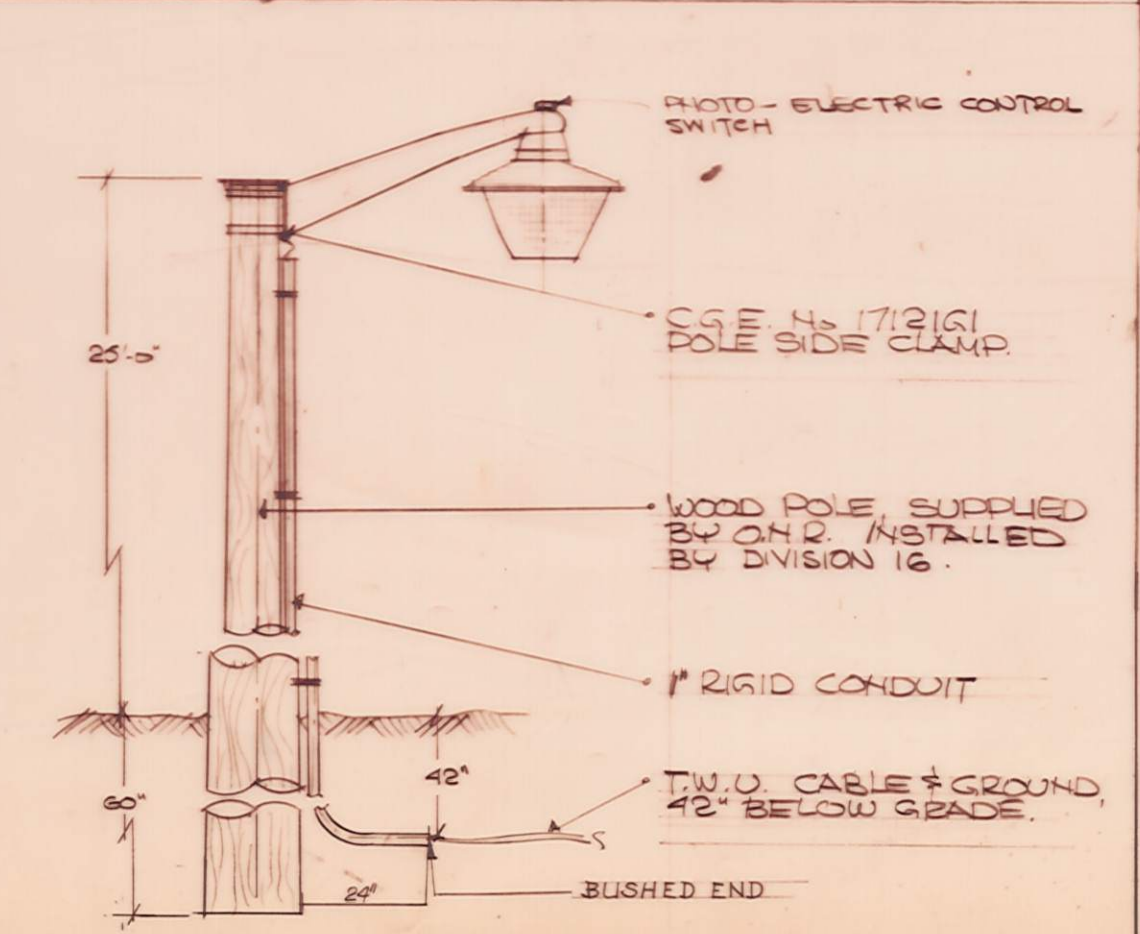 PHOTO-ELECTRIC CONTROL
SWITCH
C.G.E. No 1712161
POLE SIDE CLAMP.
25'-0"
WOOD POLE, SUPPLIED
BY O.N.R. INSTALLED
BY DIVISION 16.
1" RIGID CONDUIT
42"
T.W.U. CABLE & GROUND,
42" BELOW GRADE.
60"
24"
BUSHED END